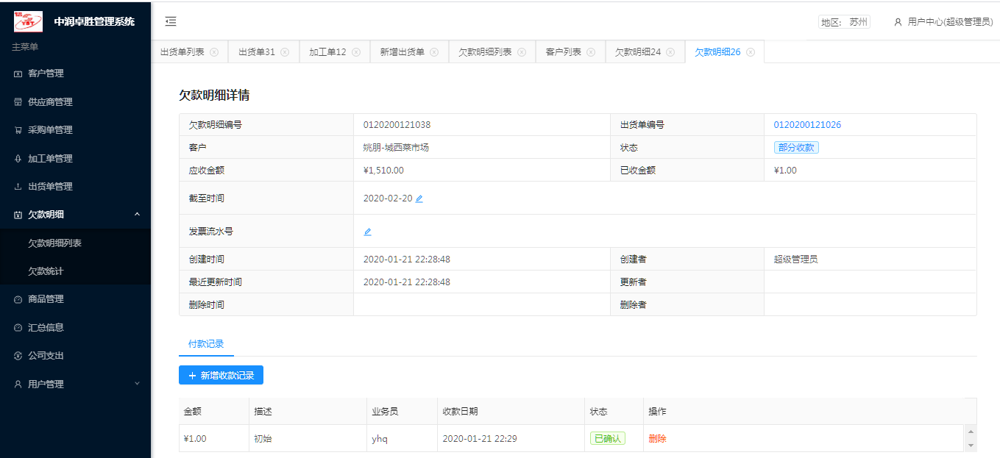 中润卓胜管理系统
地区: 苏州
用户中心(超级管理员)
主菜单
客户管理
供应商管理
采购单管理
加工单管理
出货单管理
欠款明细
欠款明细列表
欠款统计
商品管理
汇总信息
公司支出
用户管理
出货单列表 出货单31 加工单12 新增出货单 欠款明细列表 客户列表 欠款明细24 欠款明细26
欠款明细详情
欠款明细编号 0120200121038 出货单编号 0120200121026
客户 姚朋-城西菜市场 状态 部分收款
应收金额 ¥1,510.00 已收金额 ¥1.00
截至时间 2020-02-20
发票流水号
创建时间 2020-01-21 22:28:48 创建者 超级管理员
最近更新时间 2020-01-21 22:28:48 更新者
删除时间 删除者
付款记录
+ 新增收款记录
金额 描述 业务员 收款日期 状态 操作
¥1.00 初始 yhq 2020-01-21 22:29 已确认 删除